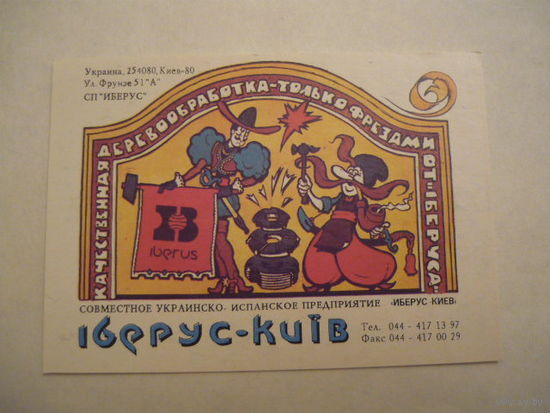 Украина, 254080, Киев-80
Ул. Фрунзе 51 "А"
СП "ИБЕРУС"
КАЧЕСТВЕННАЯ ДЕРЕВООБРАБОТКА-ТОЛЬКО ФРЕЗАМИ ОТ "ІБЕРУСА"
iberus
СОВМЕСТНОЕ УКРАИНСКО-ИСПАНСКОЕ ПРЕДПРИЯТИЕ «ИБЕРУС-КИЕВ»
ІБЕРУС-КИЇВ
Тел. 044 - 417 13 97
Факс 044 - 417 00 29